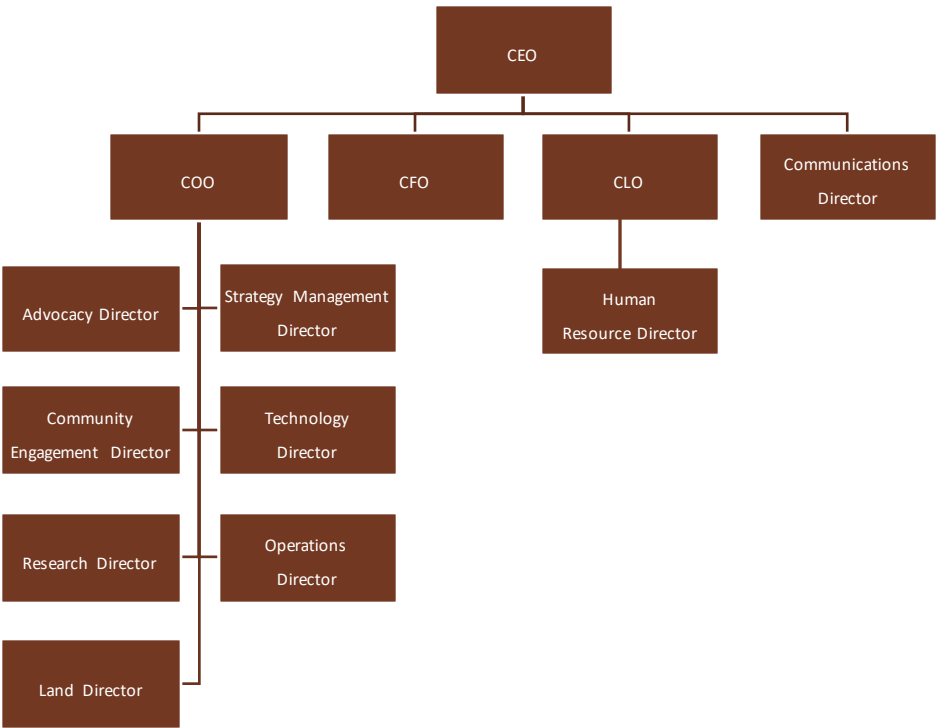 CEO
COO
CFO
CLO
Communications
Director
Advocacy Director
Strategy Management
Director
Human
Resource Director
Community
Engagement Director
Technology
Director
Research Director
Operations
Director
Land Director